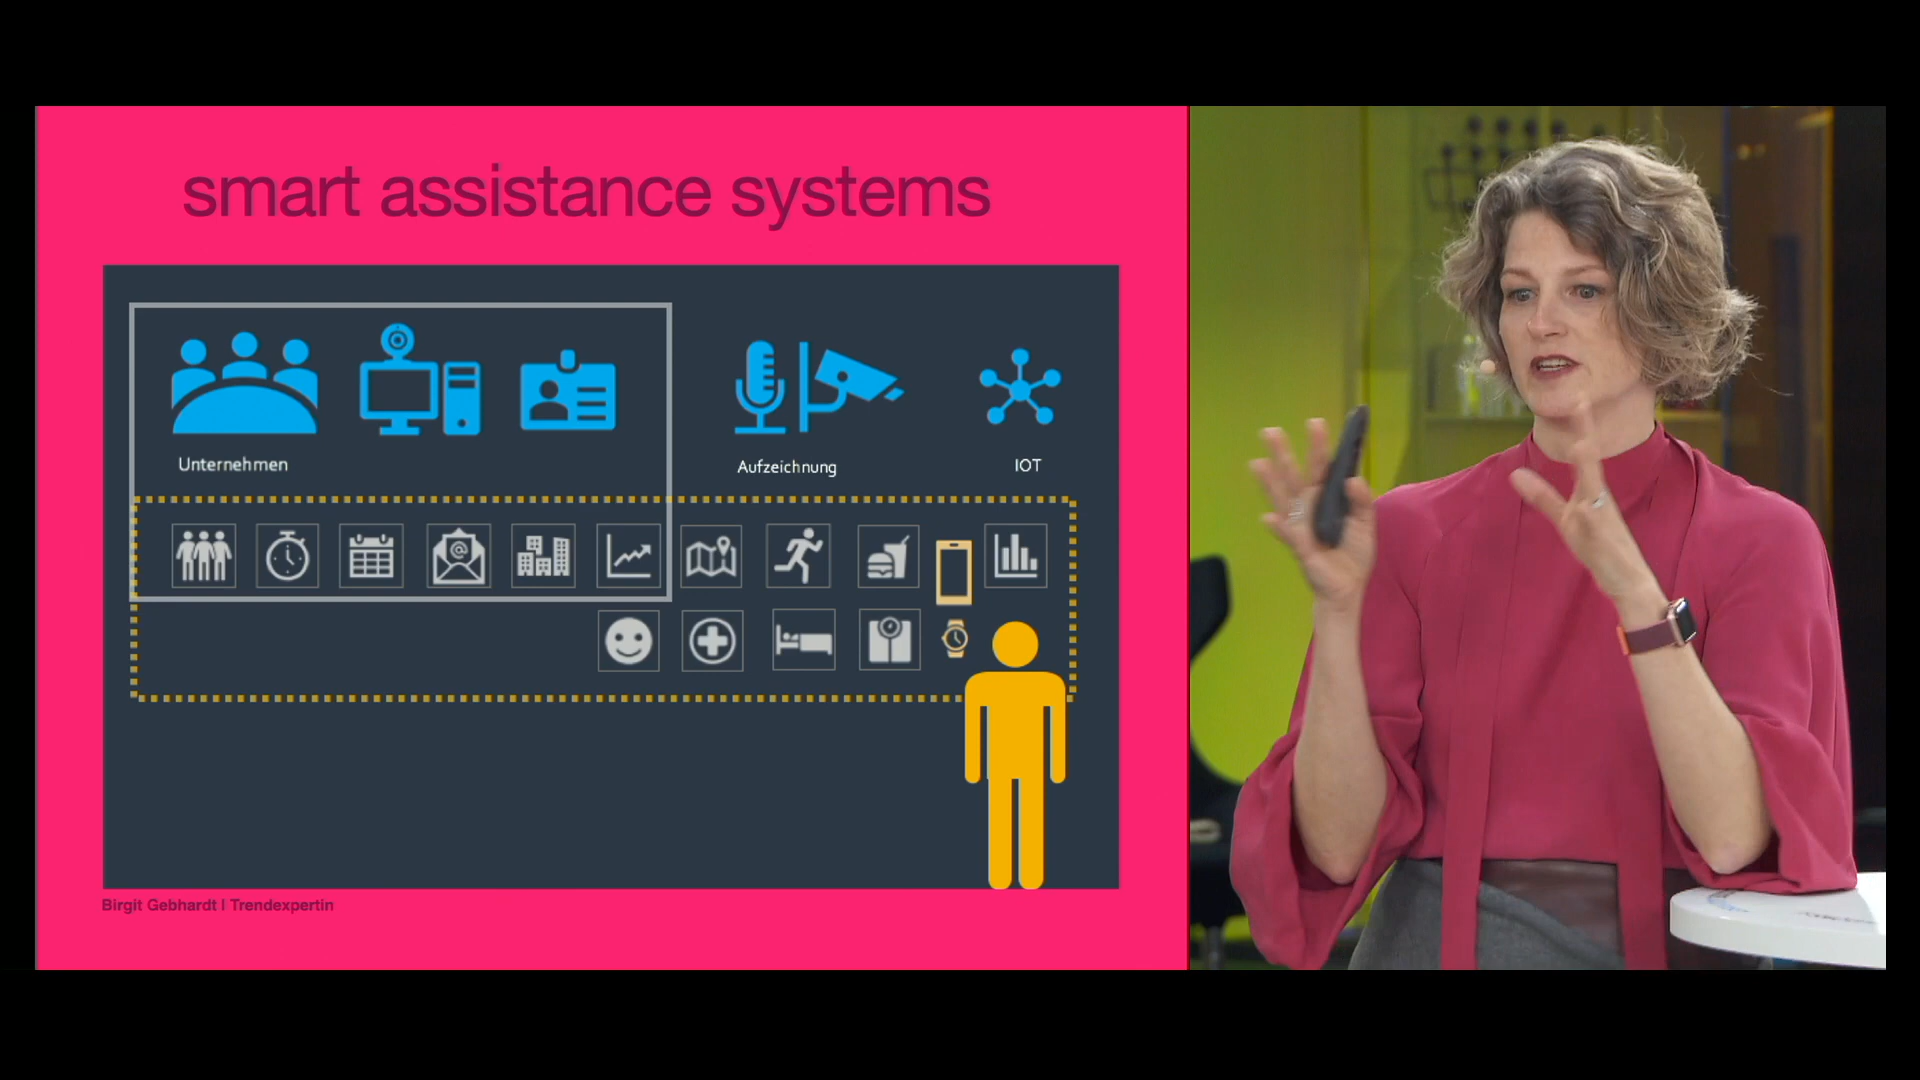 smart assistance systems
Unternehmen
Aufzeichnung
IOT
@
Birgit Gebhardt | Trendexpertin